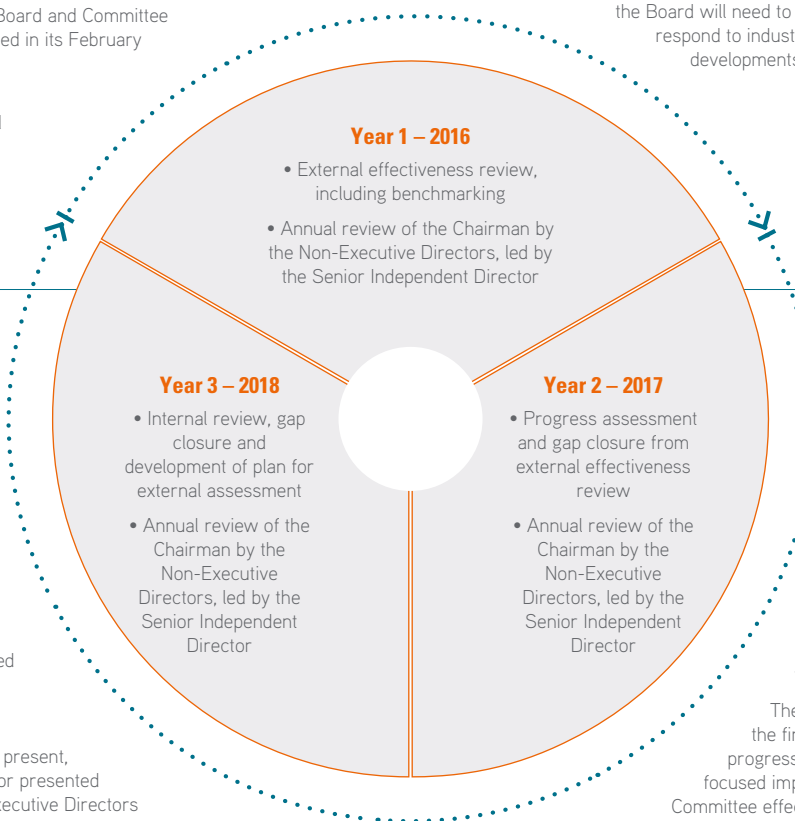 Board and Committee
ed in its February
the Board will need to
respond to indust
developments
Year 1 – 2016
• External effectiveness review,
including benchmarking
• Annual review of the Chairman by
the Non-Executive Directors, led by
the Senior Independent Director
Year 3 – 2018
• Internal review, gap
closure and
development of plan for
external assessment
• Annual review of the
Chairman by the
Non-Executive
Directors, led by the
Senior Independent
Director
Year 2 – 2017
• Progress assessment
and gap closure from
external effectiveness
review
• Annual review of the
Chairman by the
Non-Executive
Directors, led by the
Senior Independent
Director
ed
present,
or presented
xecutive Directors
The
the fir
progress
focused imp
Committee effe